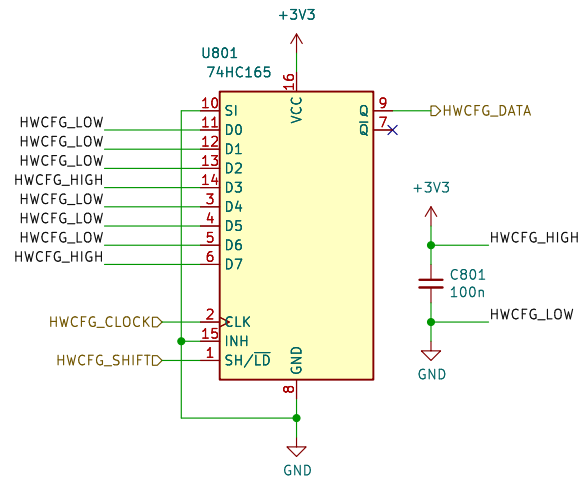 +3V3
U801
74HC165
16
VCC
10 SI
HWCFG_LOW 11 D0
HWCFG_LOW 12 D1
HWCFG_LOW 13 D2
HWCFG_HIGH 14 D3
HWCFG_LOW 3 D4
HWCFG_LOW 4 D5
HWCFG_LOW 5 D6
HWCFG_HIGH 6 D7
HWCFG_CLOCK 2 CLK
15 INH
HWCFG_SHIFT 1 SH/L̅D̅
Q 9 HWCFG_DATA
Q̅ 7
GND
8
GND
+3V3
HWCFG_HIGH
C801
100n
HWCFG_LOW
GND